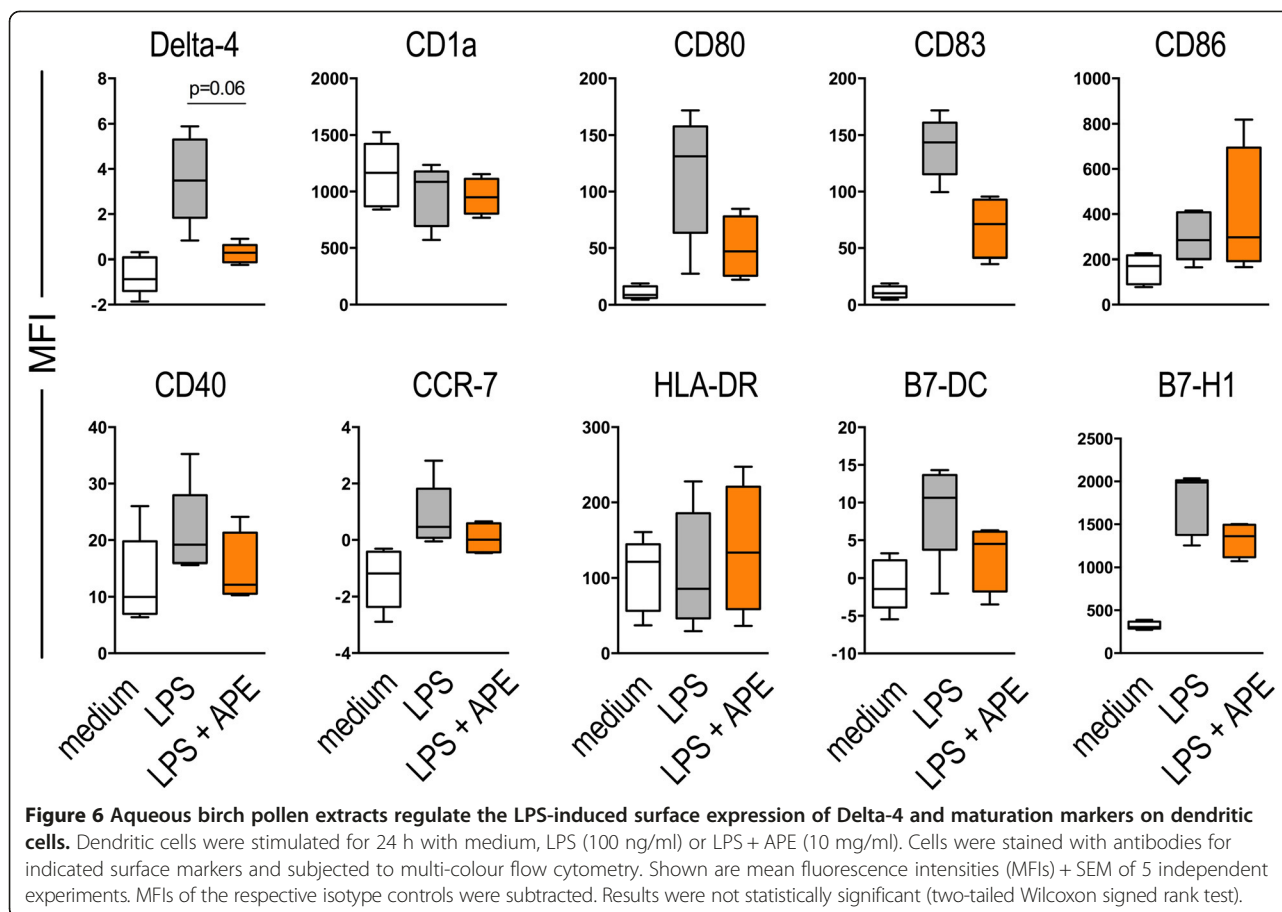 Delta-4
CD1a
CD80
CD83
CD86
8
6
4
2
0
-2
p=0.06
2000
1500
1000
500
0
200
150
100
50
0
200
150
100
50
0
1000
800
600
400
200
0
MFI
CD40
CCR-7
HLA-DR
B7-DC
B7-H1
40
30
20
10
0
4
2
0
-2
-4
300
200
100
0
20
15
10
5
0
-5
-10
2500
2000
1500
1000
500
0
medium
LPS
LPS + APE
medium
LPS
LPS + APE
medium
LPS
LPS + APE
medium
LPS
LPS + APE
medium
LPS
LPS + APE
Figure 6 Aqueous birch pollen extracts regulate the LPS-induced surface expression of Delta-4 and maturation markers on dendritic
cells. Dendritic cells were stimulated for 24 h with medium, LPS (100 ng/ml) or LPS + APE (10 mg/ml). Cells were stained with antibodies for
indicated surface markers and subjected to multi-colour flow cytometry. Shown are mean fluorescence intensities (MFIs) + SEM of 5 independent
experiments. MFIs of the respective isotype controls were subtracted. Results were not statistically significant (two-tailed Wilcoxon signed rank test).